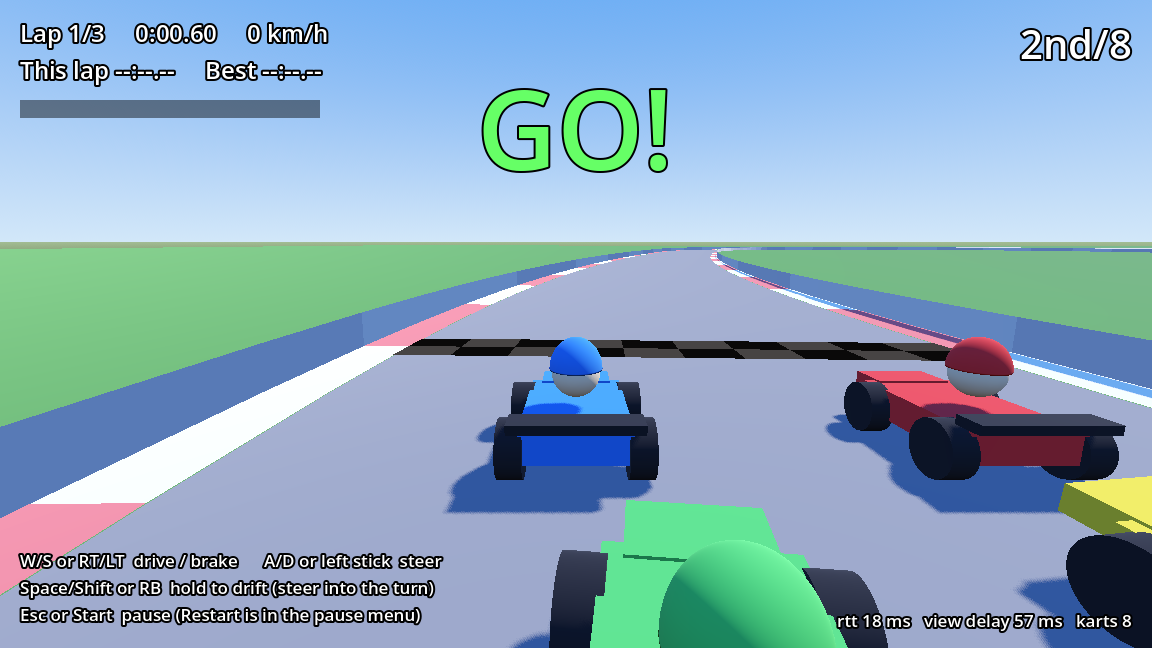 Lap 1/3 0:00.60 0 km/h
2nd/8
This lap --:--.-- Best --:--.--
GO!
W/S or RT/LT drive / brake A/D or left stick steer
Space/Shift or RB hold to drift (steer into the turn)
Esc or Start pause (Restart is in the pause menu)
rtt 18 ms view delay 57 ms karts 8